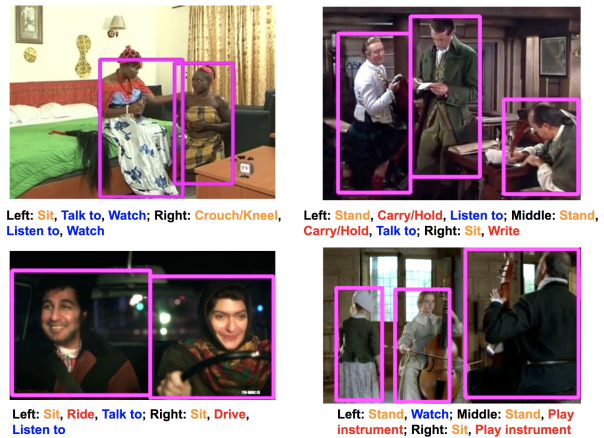 Left: Sit, Talk to, Watch; Right: Crouch/Kneel,
Listen to, Watch
Left: Stand, Carry/Hold, Listen to; Middle: Stand,
Carry/Hold, Talk to; Right: Sit, Write
Left: Sit, Ride, Talk to; Right: Sit, Drive,
Listen to
Left: Stand, Watch; Middle: Stand, Play
instrument; Right: Sit, Play instrument